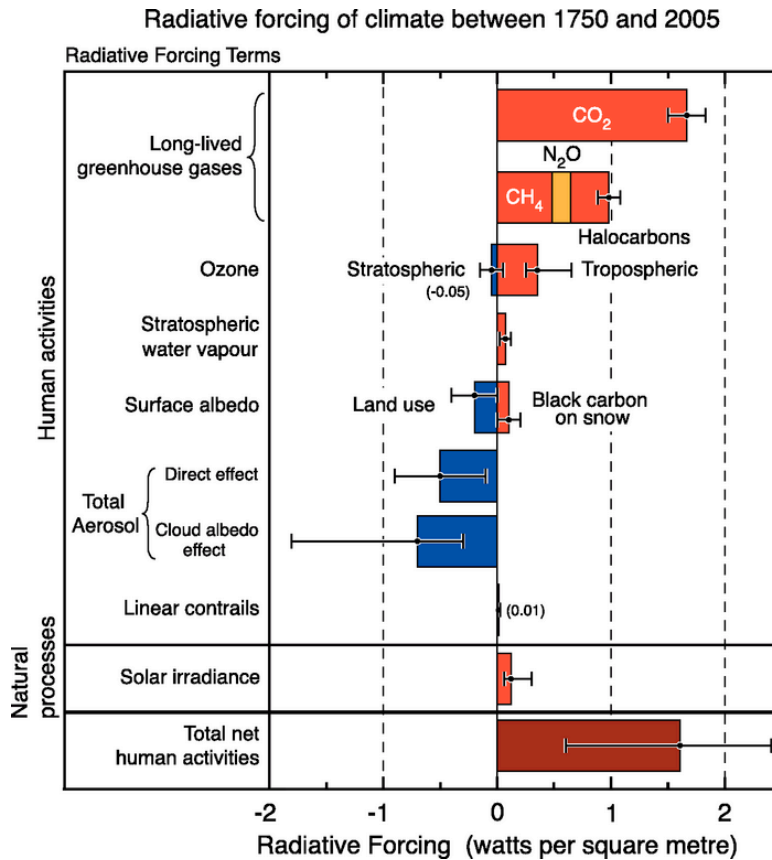 Radiative forcing of climate between 1750 and 2005
Radiative Forcing Terms
Human activities
Long-lived
greenhouse gases
CO₂
N₂O
CH₄
Halocarbons
Ozone
Stratospheric
(-0.05)
Tropospheric
Stratospheric
water vapour
Surface albedo
Land use
Black carbon
on snow
Total
Aerosol
Direct effect
Cloud albedo
effect
Linear contrails
(0.01)
Natural
processes
Solar irradiance
Total net
human activities
-2 -1 0 1 2
Radiative Forcing (watts per square metre)